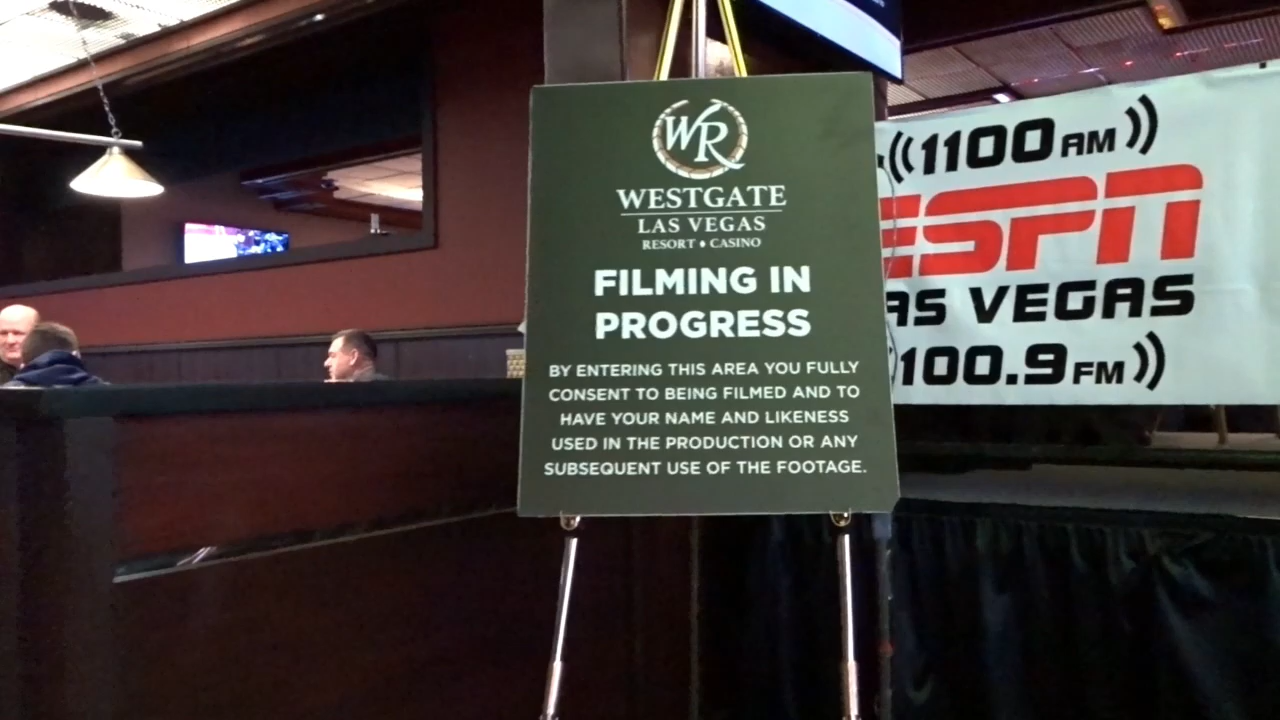 WR
WESTGATE
LAS VEGAS
RESORT ♦ CASINO
FILMING IN
PROGRESS
BY ENTERING THIS AREA YOU FULLY
CONSENT TO BEING FILMED AND TO
HAVE YOUR NAME AND LIKENESS
USED IN THE PRODUCTION OR ANY
SUBSEQUENT USE OF THE FOOTAGE.
1100 AM
ESPN
AS VEGAS
100.9 FM